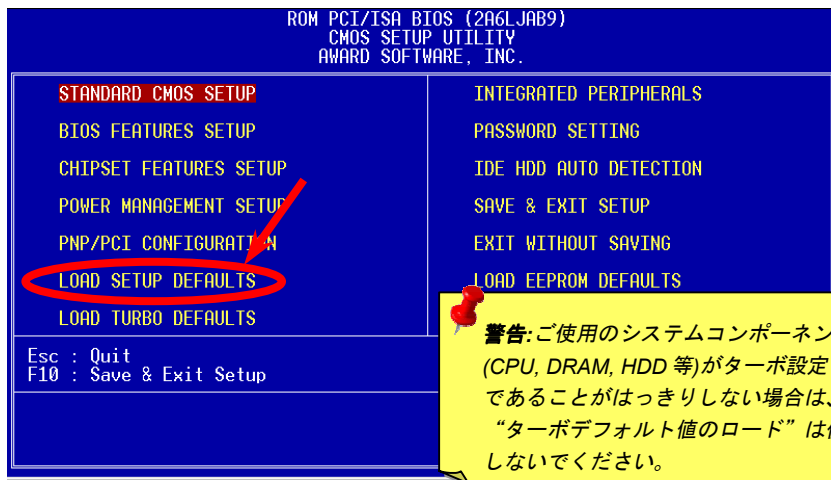 ROM PCI/ISA BIOS (2A6LJAB9)
CMOS SETUP UTILITY
AWARD SOFTWARE, INC.
STANDARD CMOS SETUP
BIOS FEATURES SETUP
CHIPSET FEATURES SETUP
POWER MANAGEMENT SETUP
PNP/PCI CONFIGURATION
LOAD SETUP DEFAULTS
LOAD TURBO DEFAULTS
INTEGRATED PERIPHERALS
PASSWORD SETTING
IDE HDD AUTO DETECTION
SAVE & EXIT SETUP
EXIT WITHOUT SAVING
LOAD EEPROM DEFAULTS
Esc : Quit
F10 : Save & Exit Setup
警告:ご使用のシステムコンポーネン
(CPU, DRAM, HDD 等)がターボ設定
であることがはっきりしない場合は、
“ターボデフォルト値のロード”は
しないでください。